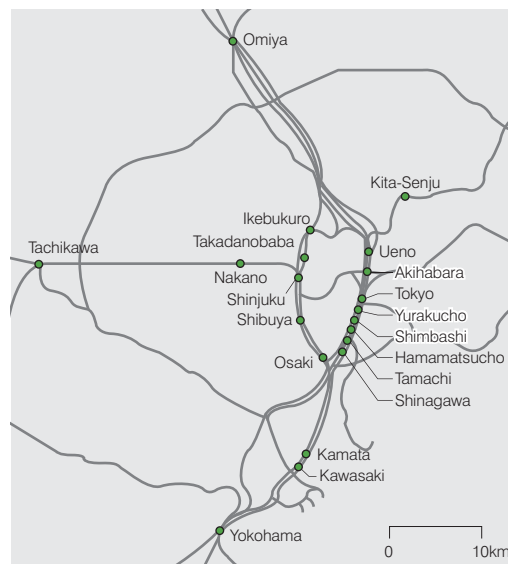 Omiya
Kita-Senju
Ikebukuro
Takadanobaba
Ueno
Tachikawa
Akihabara
Nakano
Shinjuku
Tokyo
Yurakucho
Shibuya
Shimbashi
Hamamatsucho
Osaki
Tamachi
Shinagawa
Kamata
Kawasaki
Yokohama
0 10km